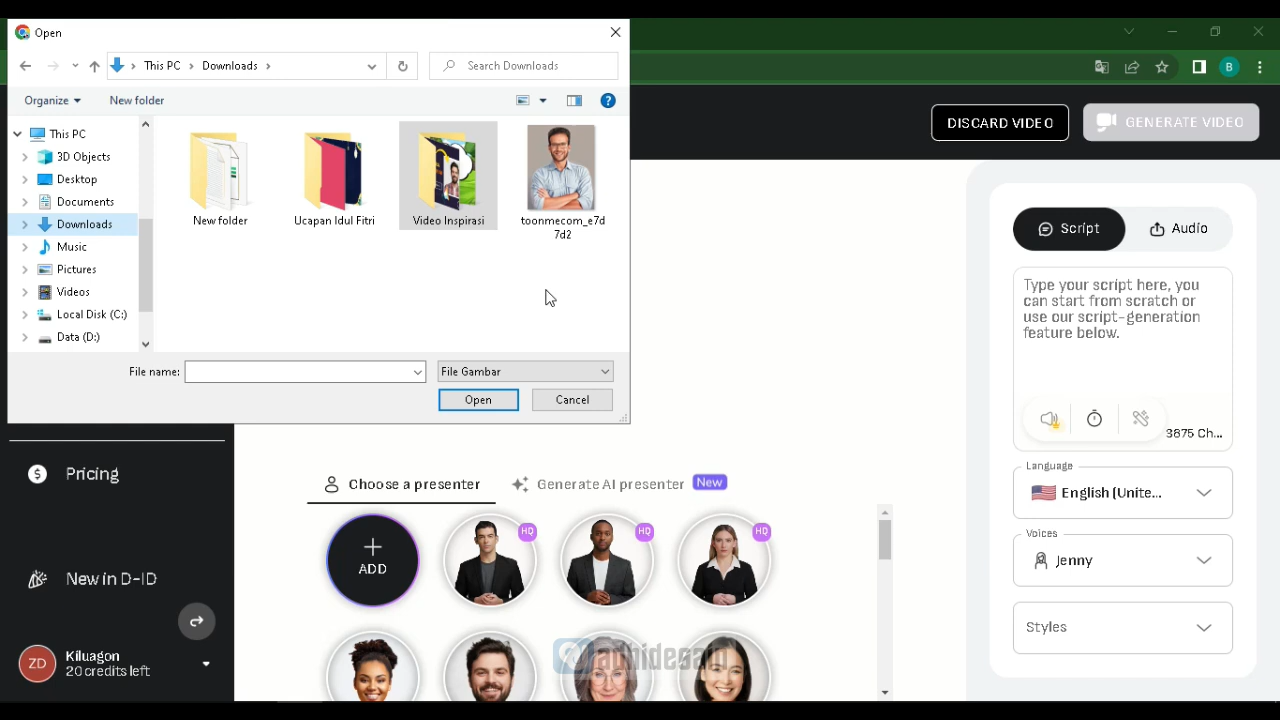 Open
This PC
Downloads
Search Downloads
Organize
New folder
This PC
3D Objects
Desktop
Documents
Downloads
Music
Pictures
Videos
Local Disk (C:)
Data (D:)
New folder
Ucapan Idul Fitri
Video Inspirasi
toonmecom_e7d
7d2
File name:
File Gambar
Open
Cancel
B
DISCARD VIDEO
GENERATE VIDEO
Script
Audio
Type your script here, you
can start from scratch or
use our script-generation
feature below.
3875 Ch...
Language
English (Unite...
Voices
Jenny
Styles
Pricing
New in D-ID
ZD
Kiluagon
20 credits left
Choose a presenter
Generate AI presenter
New
ADD
HQ
HQ
HQ